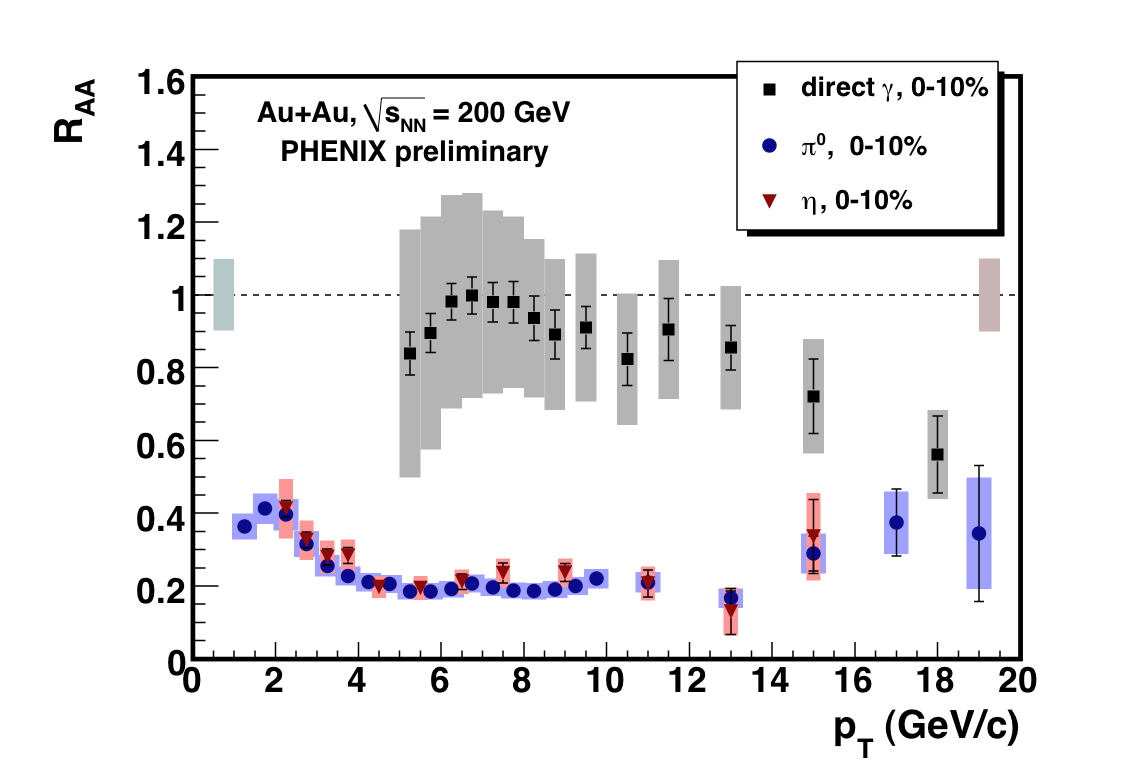 R_AA
1.6
1.4
1.2
1
0.8
0.6
0.4
0.2
0
Au+Au, √s_NN = 200 GeV
PHENIX preliminary
direct γ, 0-10%
π⁰, 0-10%
η, 0-10%
0 2 4 6 8 10 12 14 16 18 20
p_T (GeV/c)